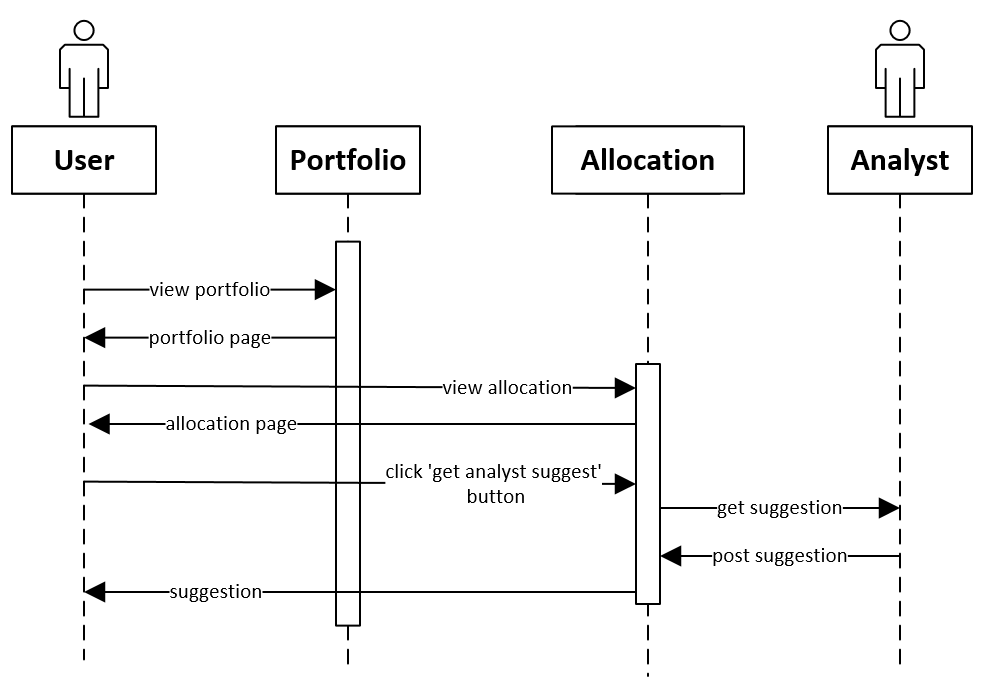 User
Portfolio
Allocation
Analyst
view portfolio
portfolio page
view allocation
allocation page
click 'get analyst suggest'
button
get suggestion
post suggestion
suggestion